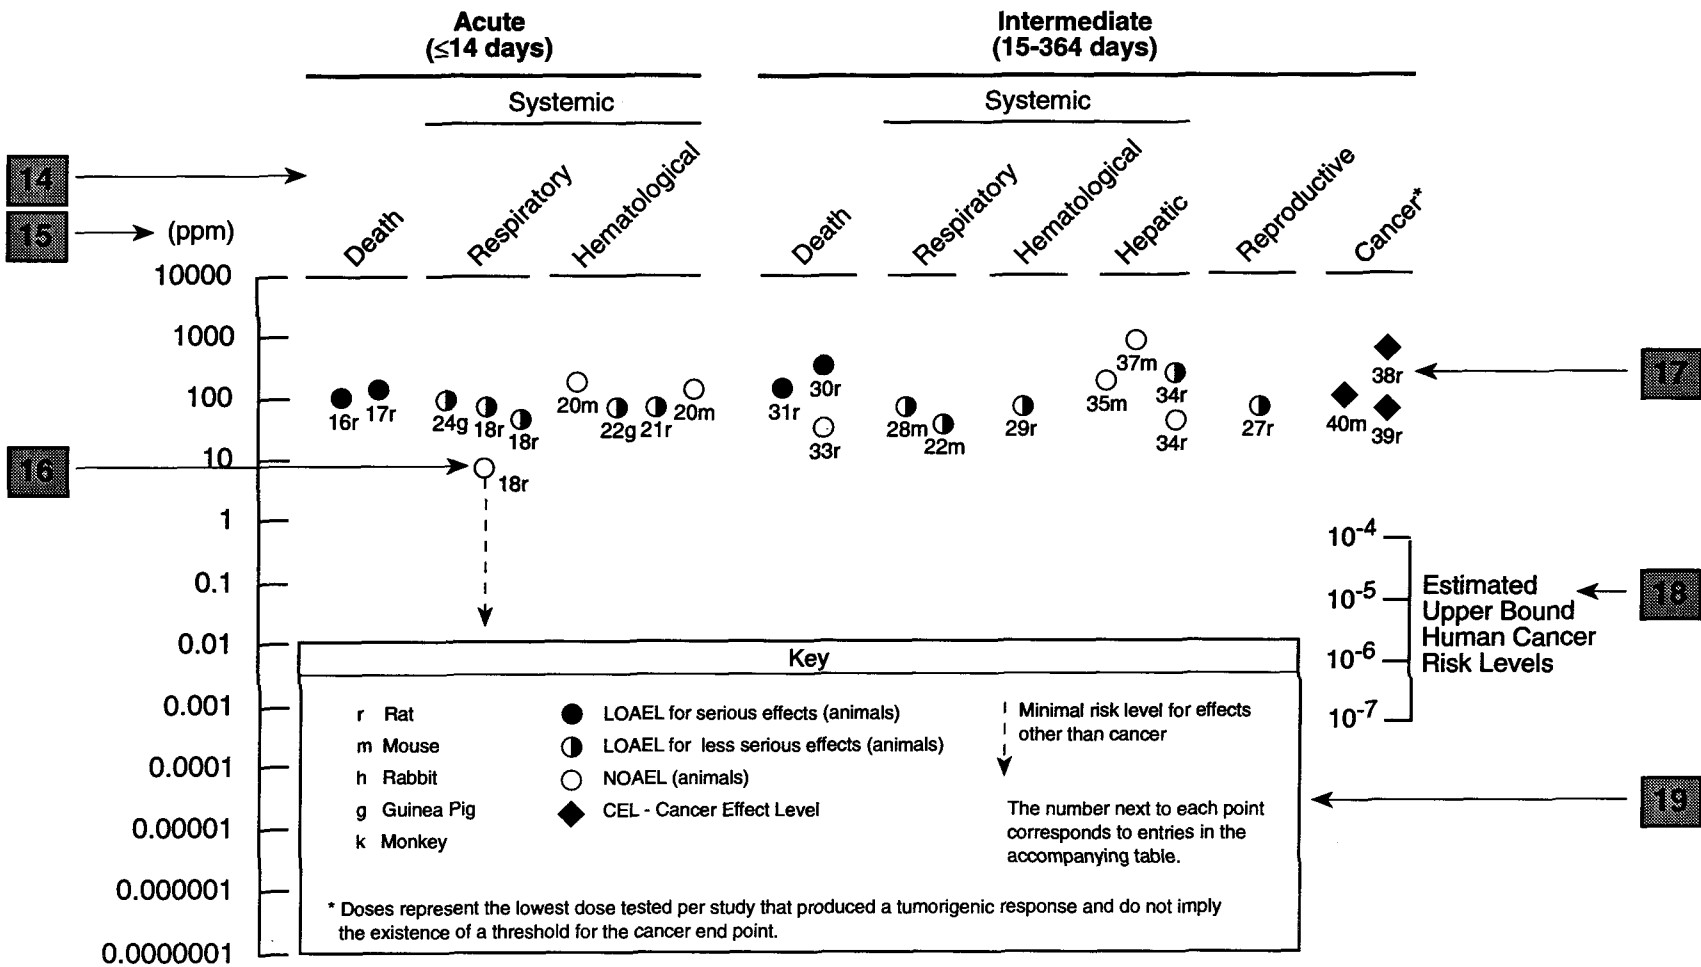 Acute
(≤14 days)
Intermediate
(15-364 days)
Systemic
Systemic
14
15
(ppm)
Death
Respiratory
Hematological
Death
Respiratory
Hematological
Hepatic
Reproductive
Cancer*
10000
1000
100
10
1
0.1
0.01
0.001
0.0001
0.00001
0.000001
0.0000001
16r
17r
24g
18r
18r
18r
20m
22g
21r
20m
31r
30r
33r
28m
22m
29r
35m
37m
34r
34r
27r
40m
38r
39r
16
17
10-4
10-5
10-6
10-7
Estimated
Upper Bound
Human Cancer
Risk Levels
18
Key
r Rat
m Mouse
h Rabbit
g Guinea Pig
k Monkey
LOAEL for serious effects (animals)
LOAEL for less serious effects (animals)
NOAEL (animals)
CEL - Cancer Effect Level
Minimal risk level for effects
other than cancer
The number next to each point
corresponds to entries in the
accompanying table.
19
* Doses represent the lowest dose tested per study that produced a tumorigenic response and do not imply
the existence of a threshold for the cancer end point.